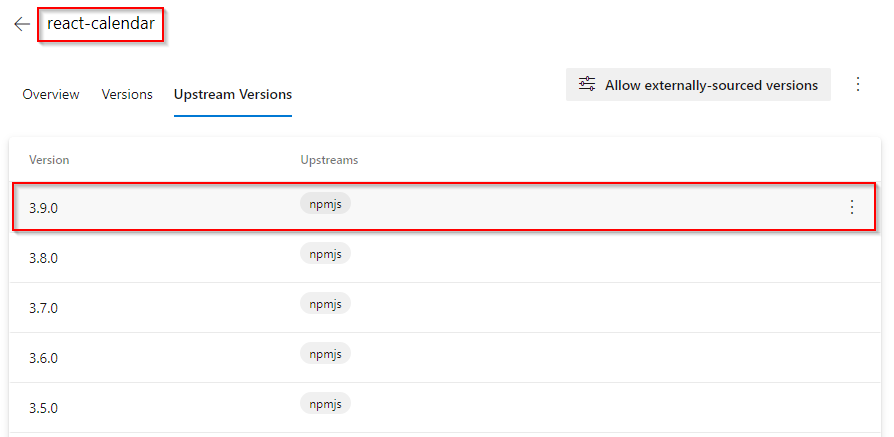 react-calendar
Overview Versions Upstream Versions Allow externally-sourced versions
Version Upstreams
3.9.0 npmjs
3.8.0 npmjs
3.7.0 npmjs
3.6.0 npmjs
3.5.0 npmjs